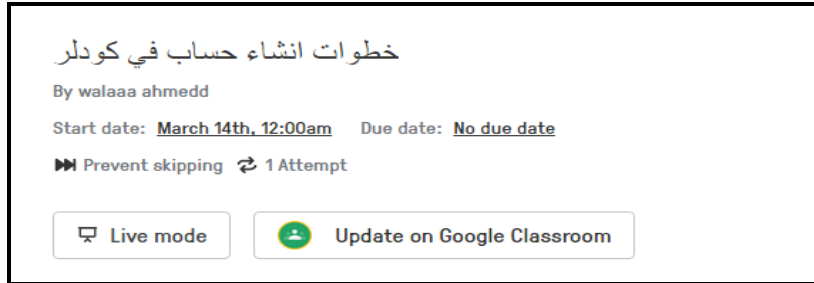 خطوات انشاء حساب في كودلر
By walaaa ahmedd
Start date: March 14th, 12:00am Due date: No due date
Prevent skipping 1 Attempt
Live mode Update on Google Classroom